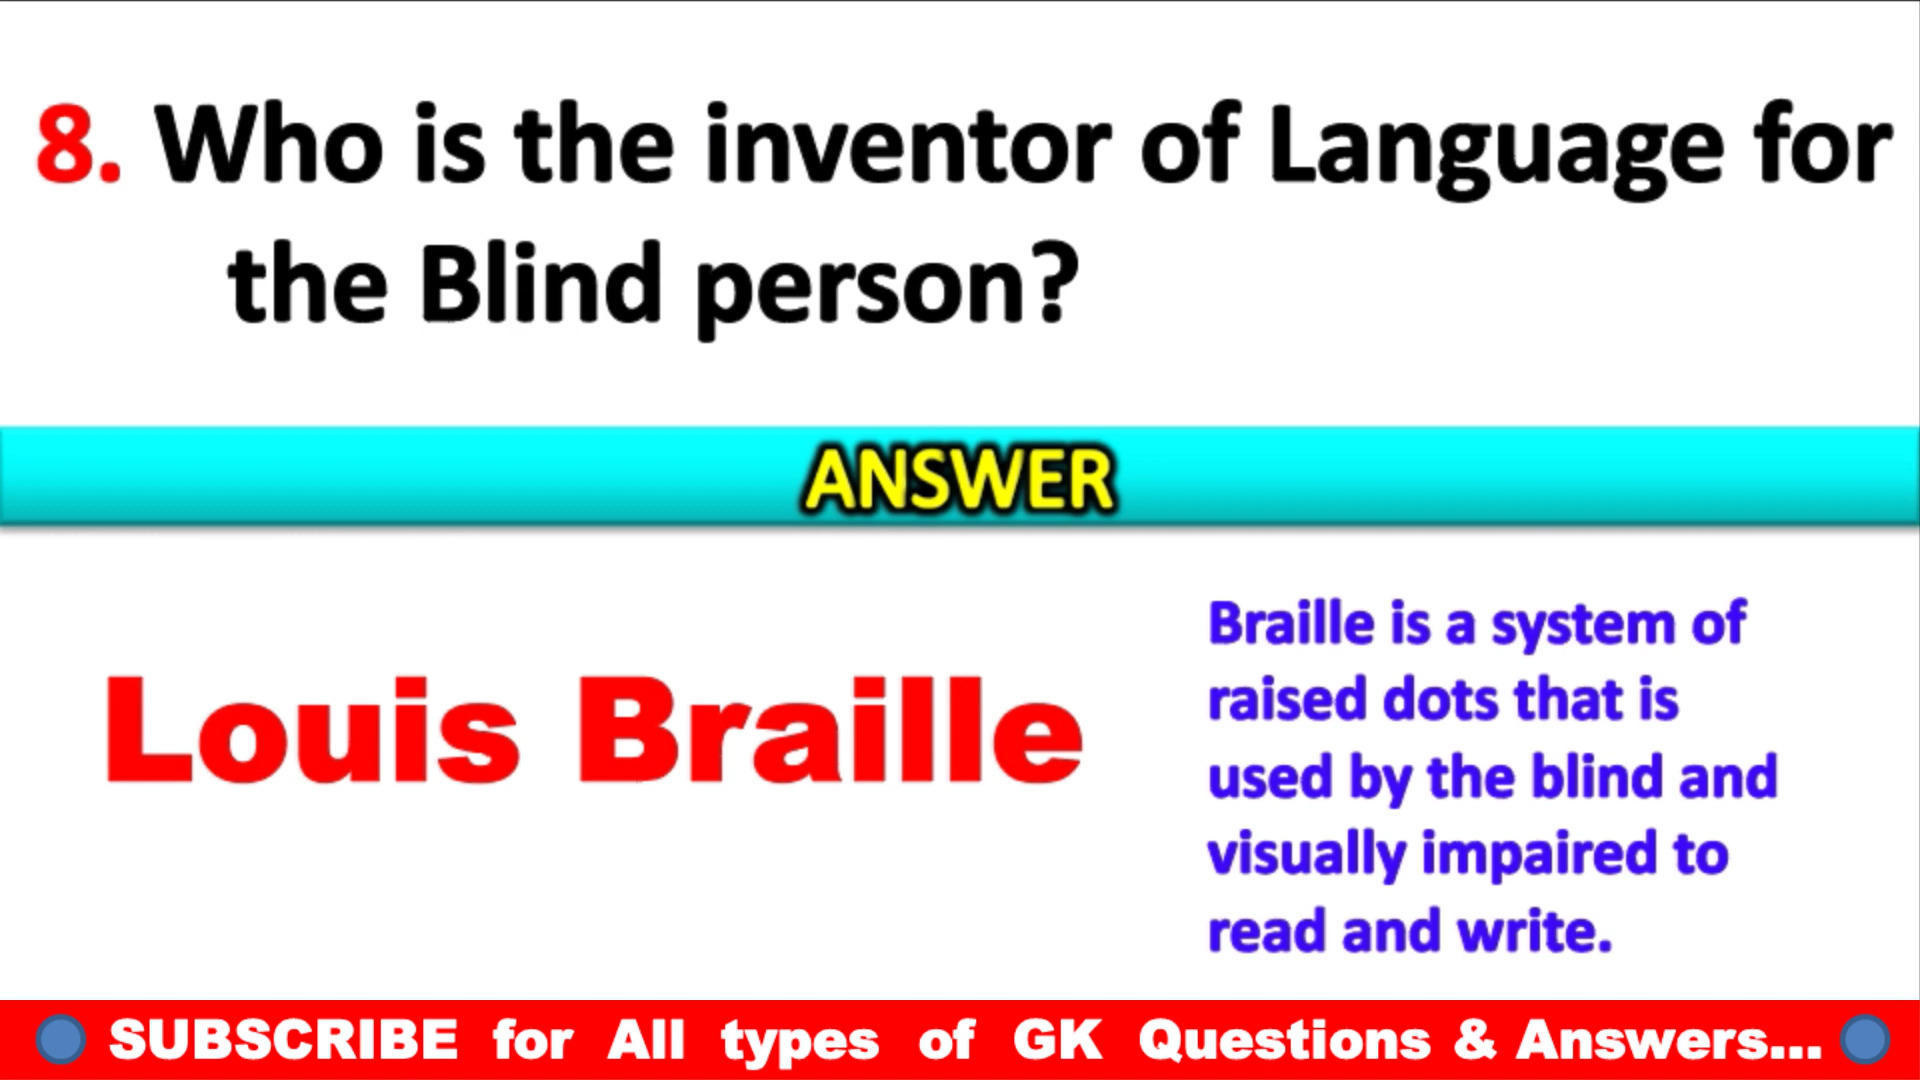 8. Who is the inventor of Language for
the Blind person?
ANSWER
Louis Braille
Braille is a system of
raised dots that is
used by the blind and
visually impaired to
read and write.
SUBSCRIBE for All types of GK Questions & Answers...